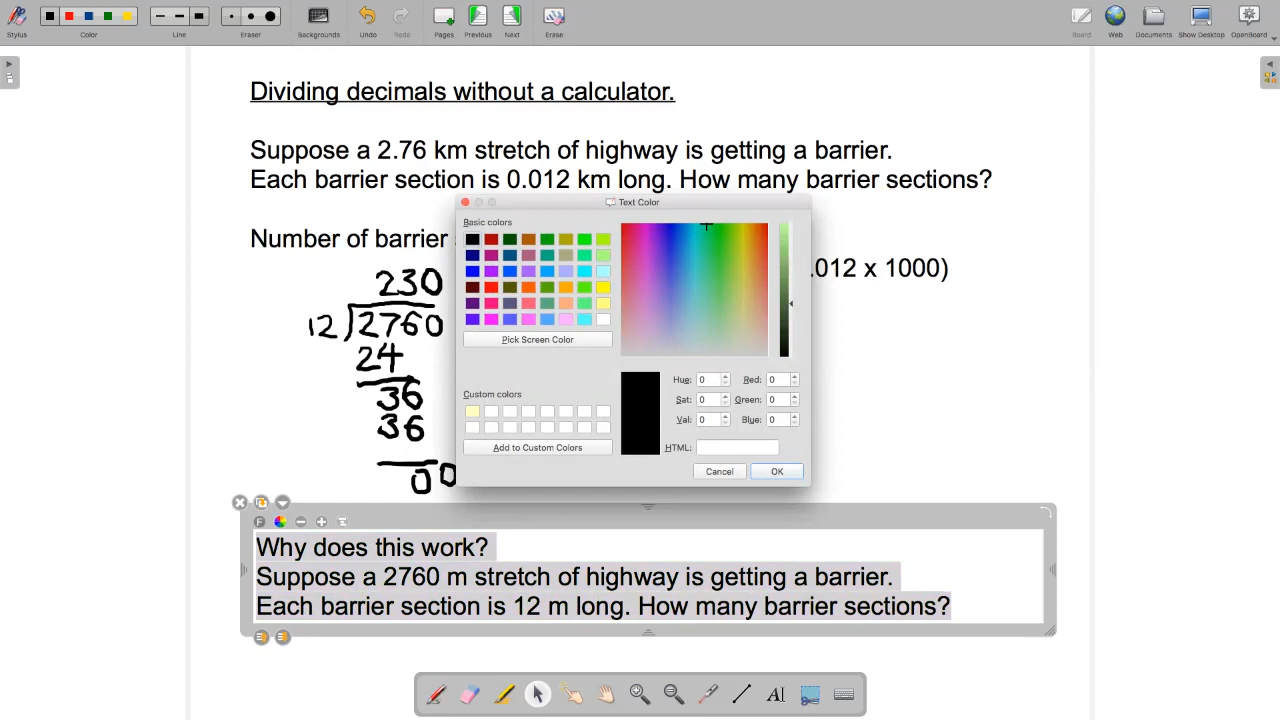 Stylus
Color
Line
Eraser
Backgrounds
Undo
Redo
Pages
Previous
Next
Erase
Board
Web
Documents
Show Desktop
OpenBoard
Dividing decimals without a calculator.
Suppose a 2.76 km stretch of highway is getting a barrier.
Each barrier section is 0.012 km long. How many barrier sections?
Number of barrier
.012 x 1000)
230
12 2760
24
36
36
00
Text Color
Basic colors
Pick Screen Color
Custom colors
Add to Custom Colors
Hue: 0 Red: 0
Sat: 0 Green: 0
Val: 0 Blue: 0
HTML:
Cancel OK
F
Why does this work?
Suppose a 2760 m stretch of highway is getting a barrier.
Each barrier section is 12 m long. How many barrier sections?
AI